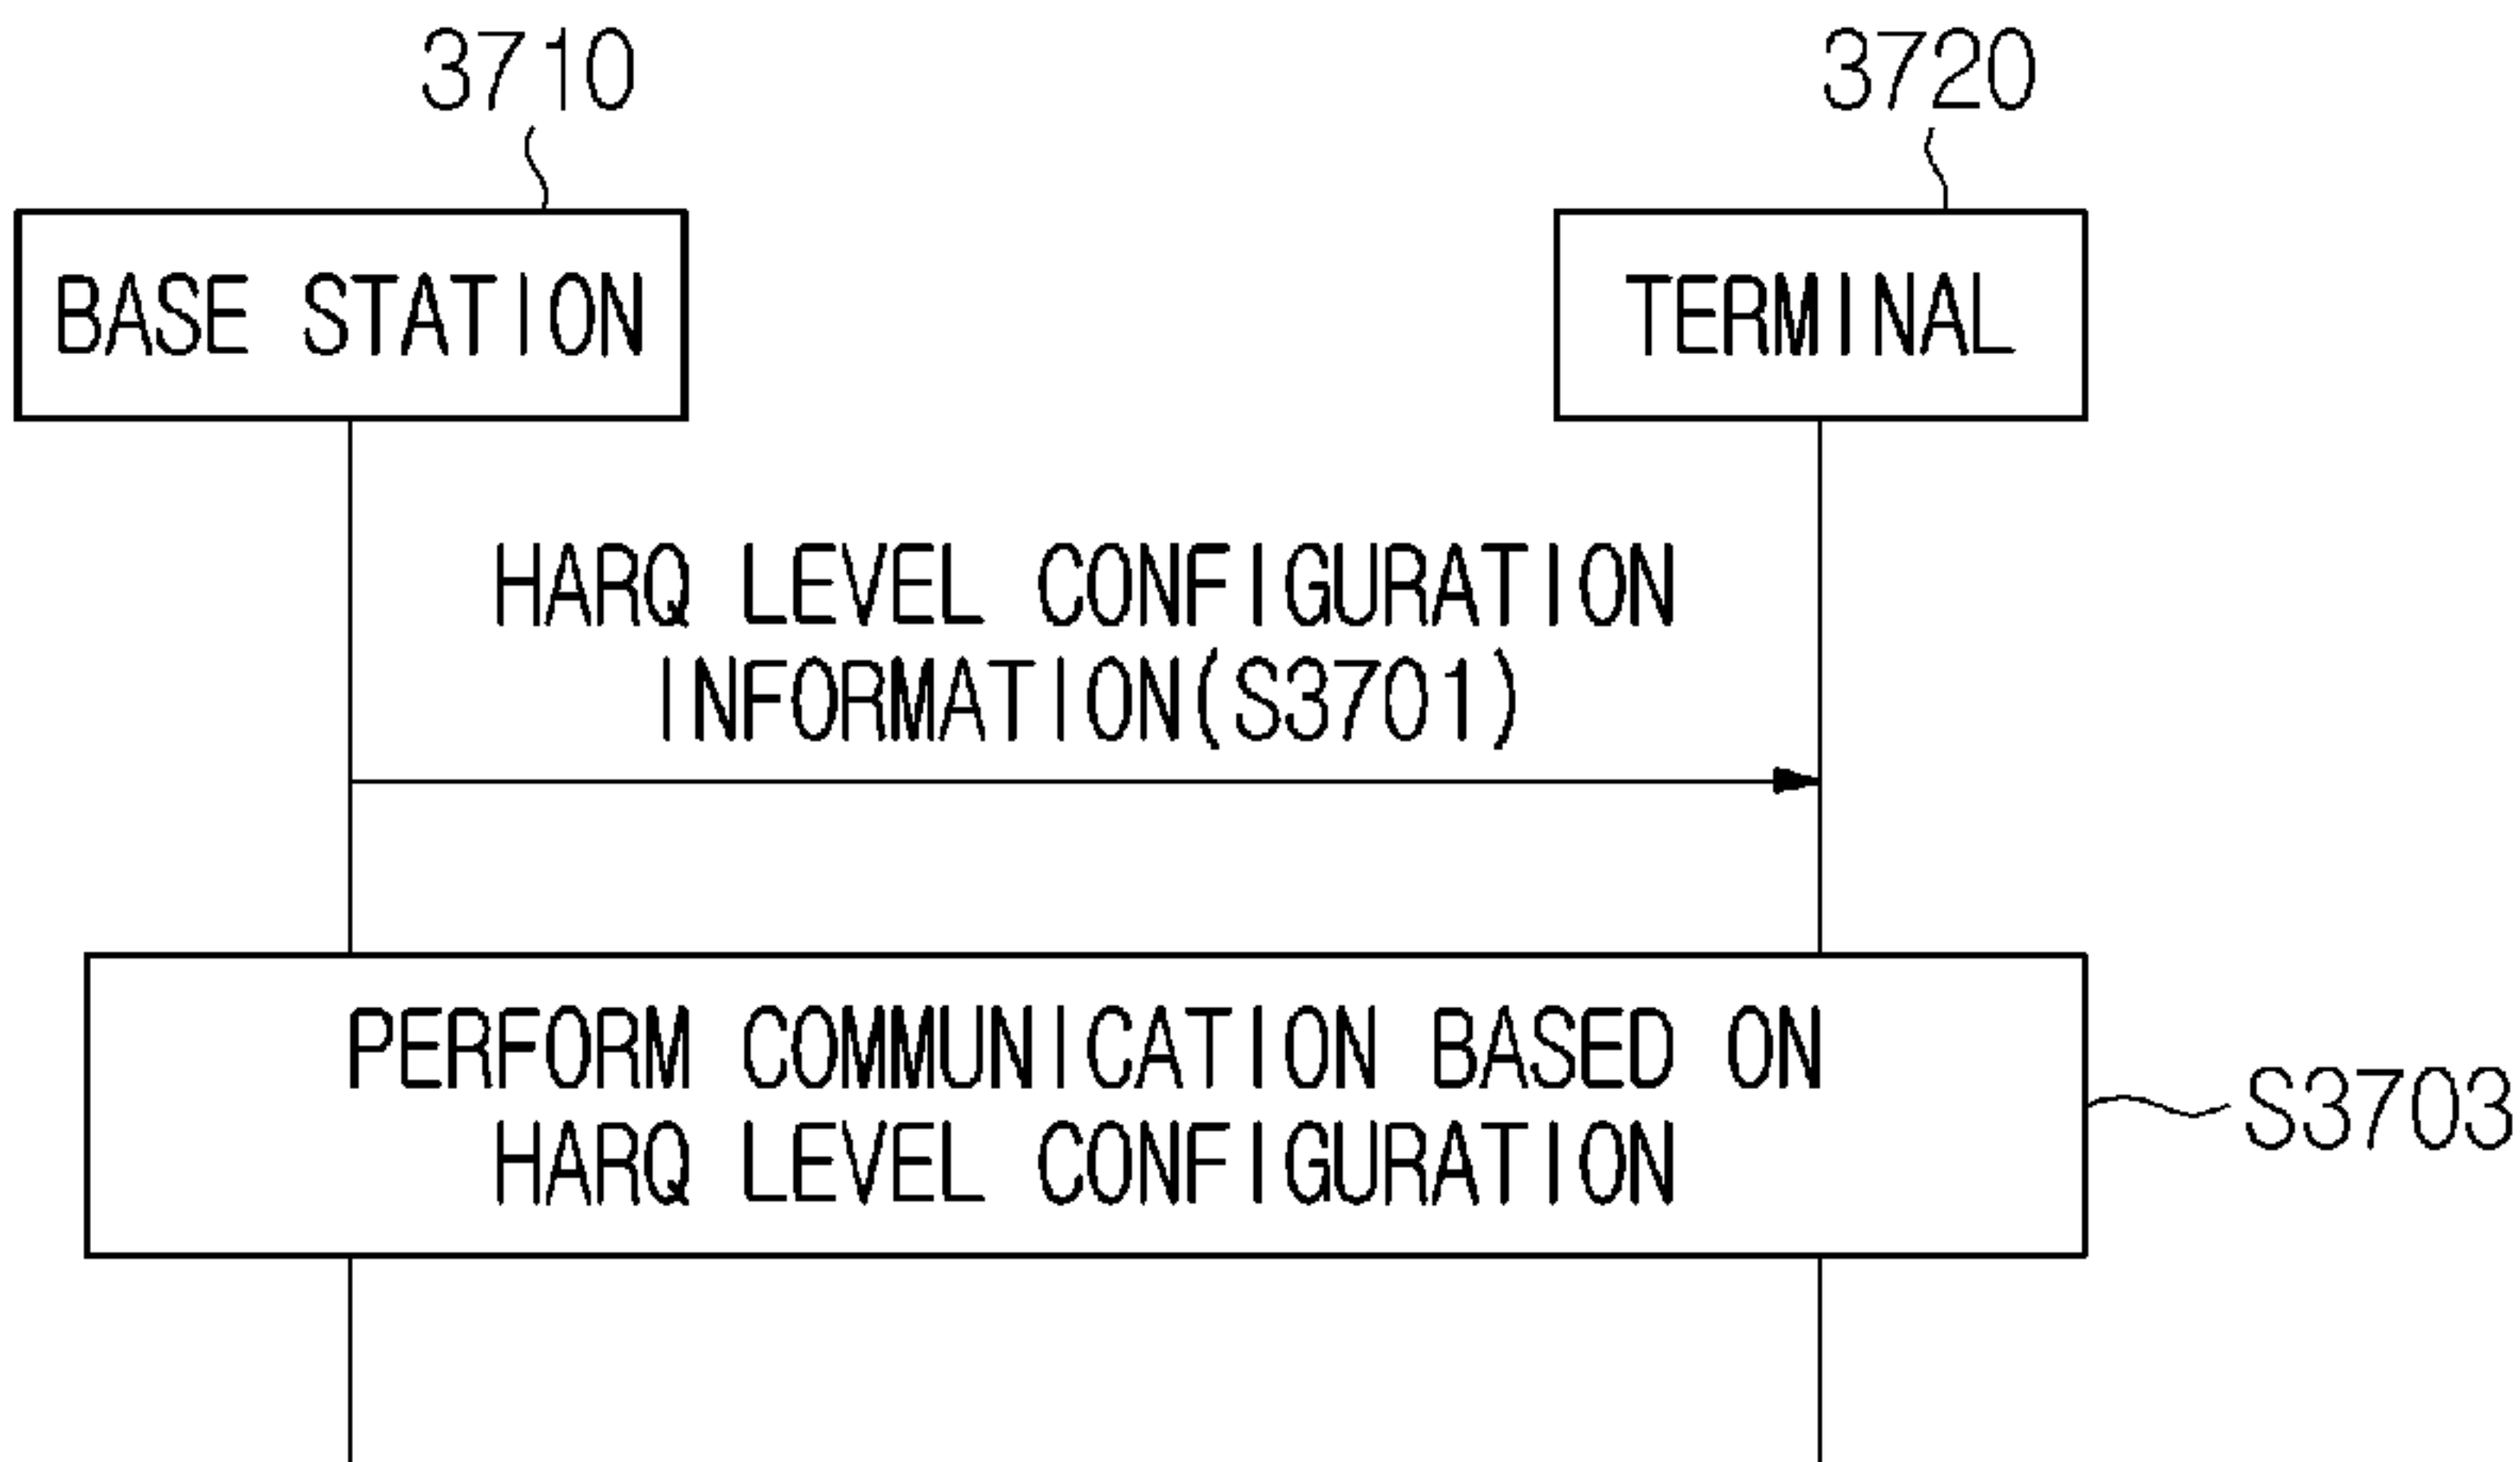 3710
3720
BASE STATION
TERMINAL
HARQ LEVEL CONFIGURATION
INFORMATION(S3701)
PERFORM COMMUNICATION BASED ON
HARQ LEVEL CONFIGURATION
S3703